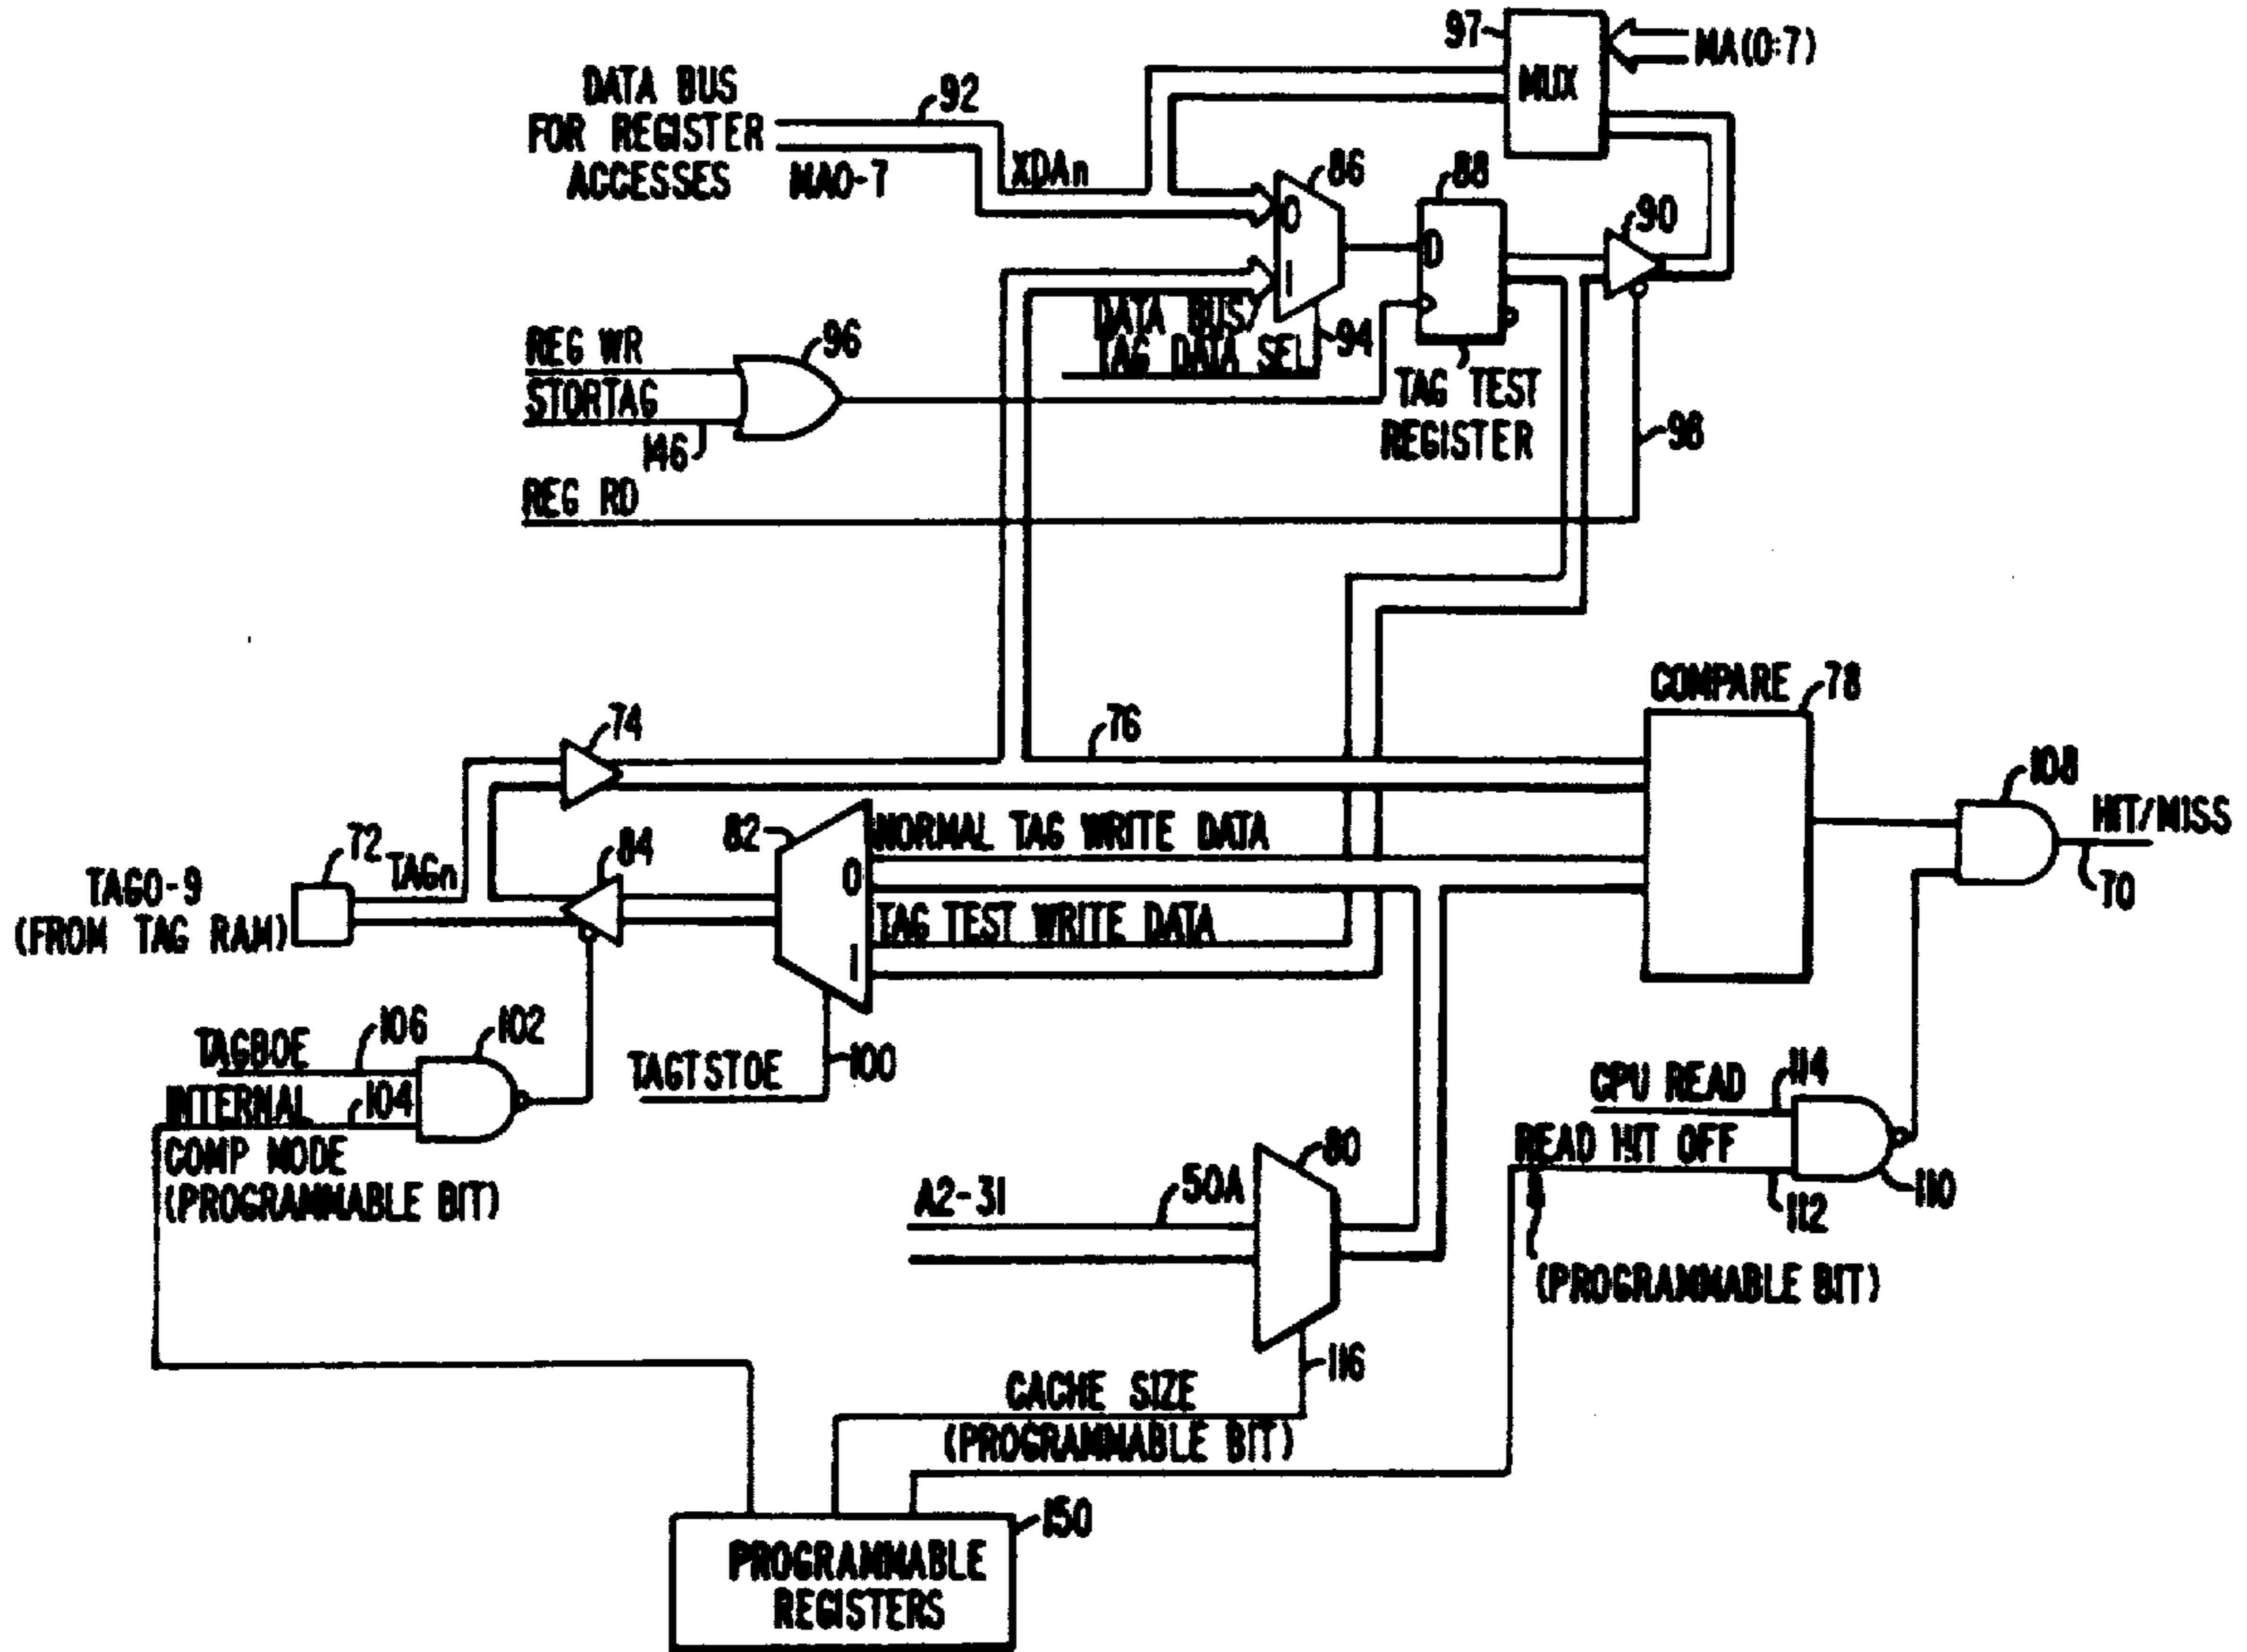 97
MUX
MA(0:7)
DATA BUS
FOR REGISTER
ACCESSES
92
MA0-7
XDAn
86
0
1
88
D
90
DATA BUS/
TAG DATA SEL
94
TAG TEST
REGISTER
REG WR
STORTAG
96
146
REG RD
98
COMPARE
78
74
76
108
HIT/MISS
70
82
NORMAL TAG WRITE DATA
0
TAG TEST WRITE DATA
1
72
TAGn
84
TAG0-9
(FROM TAG RAM)
TAGBOE
106
102
INTERNAL
104
COMP MODE
(PROGRAMMABLE BIT)
TAGTSTOE
100
CPU READ
114
READ HIT OFF
110
112
(PROGRAMMABLE BIT)
A2-31
50A
80
116
CACHE SIZE
(PROGRAMMABLE BIT)
150
PROGRAMMABLE
REGISTERS